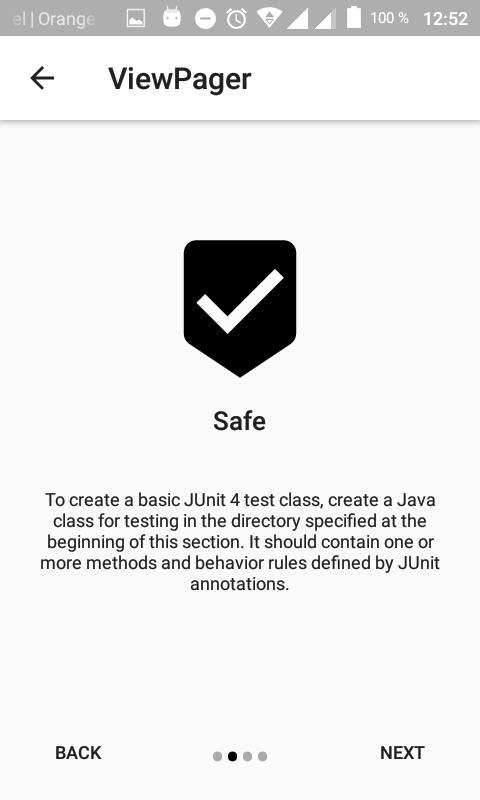 el | Orange
100 %
12:52
ViewPager
Safe
To create a basic JUnit 4 test class, create a Java
class for testing in the directory specified at the
beginning of this section. It should contain one or
more methods and behavior rules defined by JUnit
annotations.
BACK
NEXT